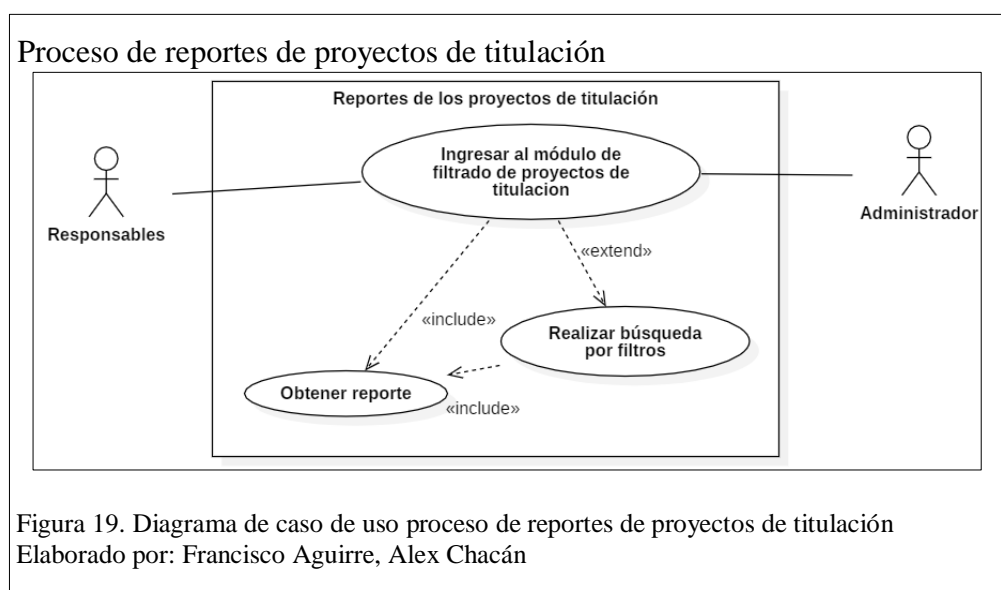 Proceso de reportes de proyectos de titulación
Reportes de los proyectos de titulación
Ingresar al módulo de
filtrado de proyectos de
titulacion
Responsables
Administrador
«extend»
«include»
Realizar búsqueda
por filtros
Obtener reporte
«include»
Figura 19. Diagrama de caso de uso proceso de reportes de proyectos de titulación
Elaborado por: Francisco Aguirre, Alex Chacán